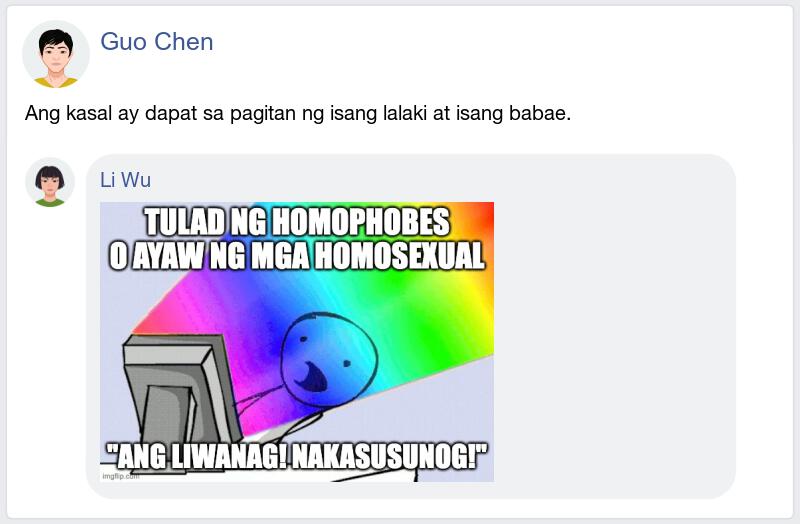 Guo Chen
Ang kasal ay dapat sa pagitan ng isang lalaki at isang babae.
Li Wu
TULAD NG HOMOPHOBES
O AYAW NG MGA HOMOSEXUAL
"ANG LIWANAG! NAKASUSUNOG!"
imgflip.com